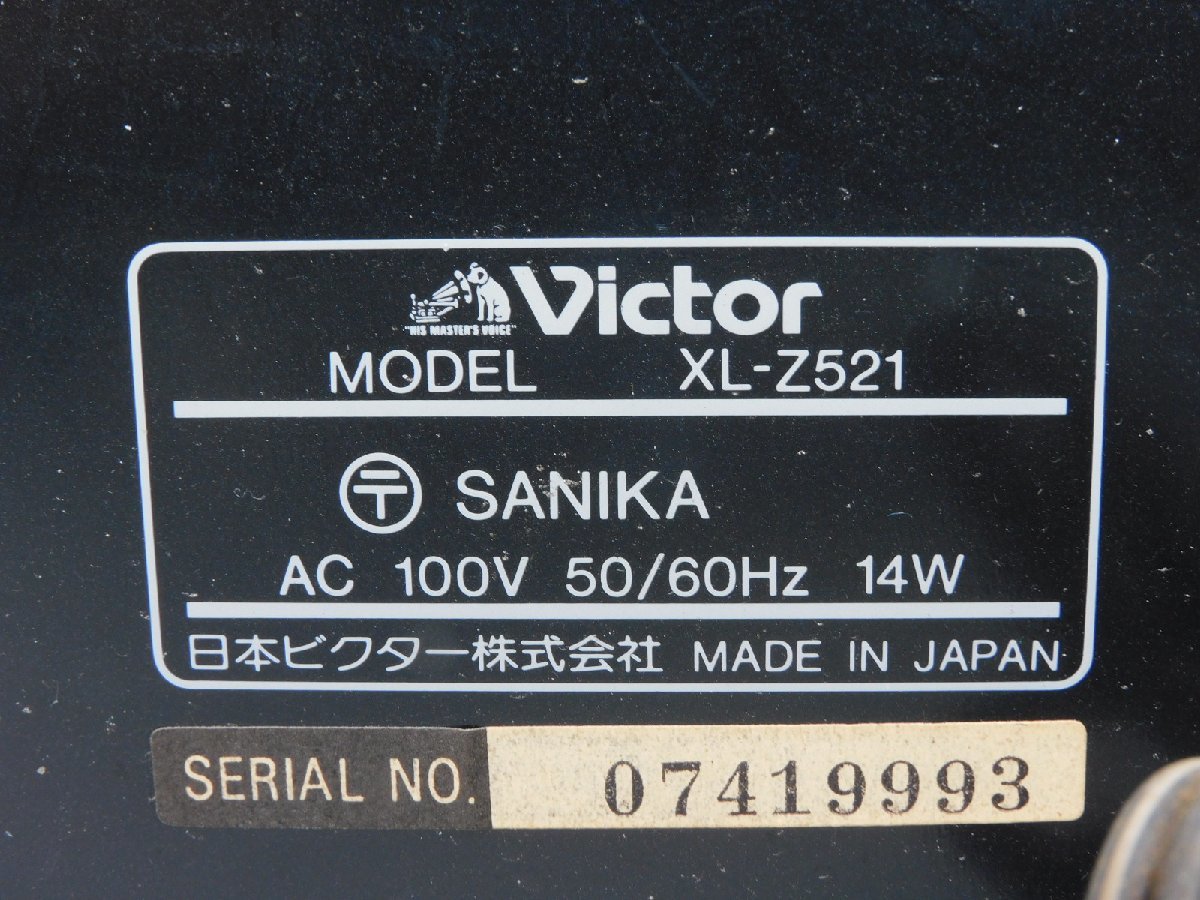 Victor
"HIS MASTER'S VOICE"
MODEL XL-Z521
〒 SANIKA
AC 100V 50/60Hz 14W
日本ビクター株式会社 MADE IN JAPAN
SERIAL NO. 07419993